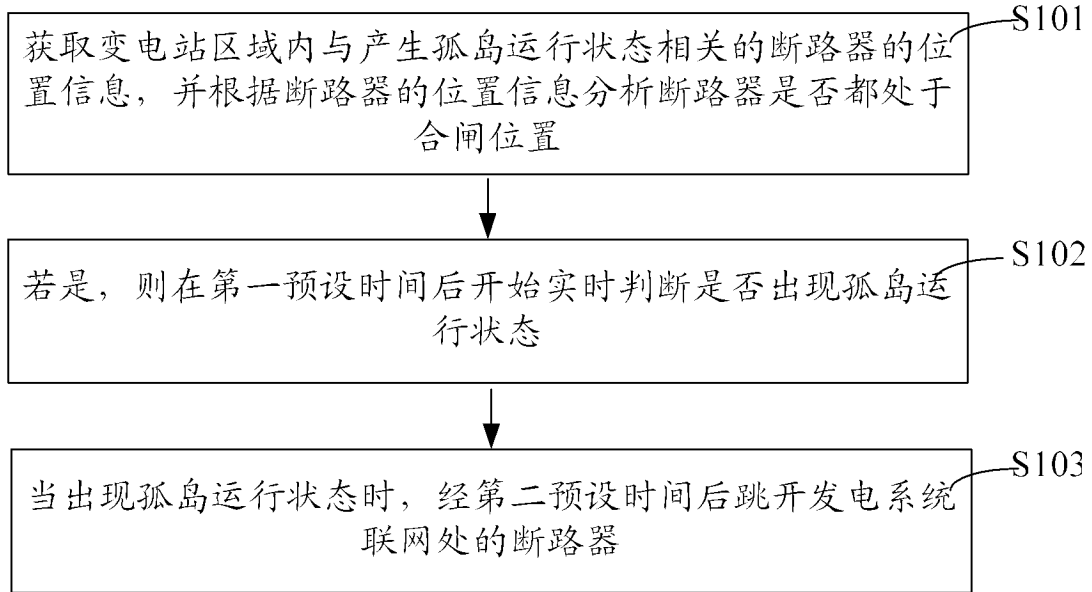 S101
获取变电站区域内与产生孤岛运行状态相关的断路器的位
置信息，并根据断路器的位置信息分析断路器是否都处于
合闸位置
S102
若是，则在第一预设时间后开始实时判断是否出现孤岛运
行状态
S103
当出现孤岛运行状态时，经第二预设时间后跳开发电系统
联网处的断路器